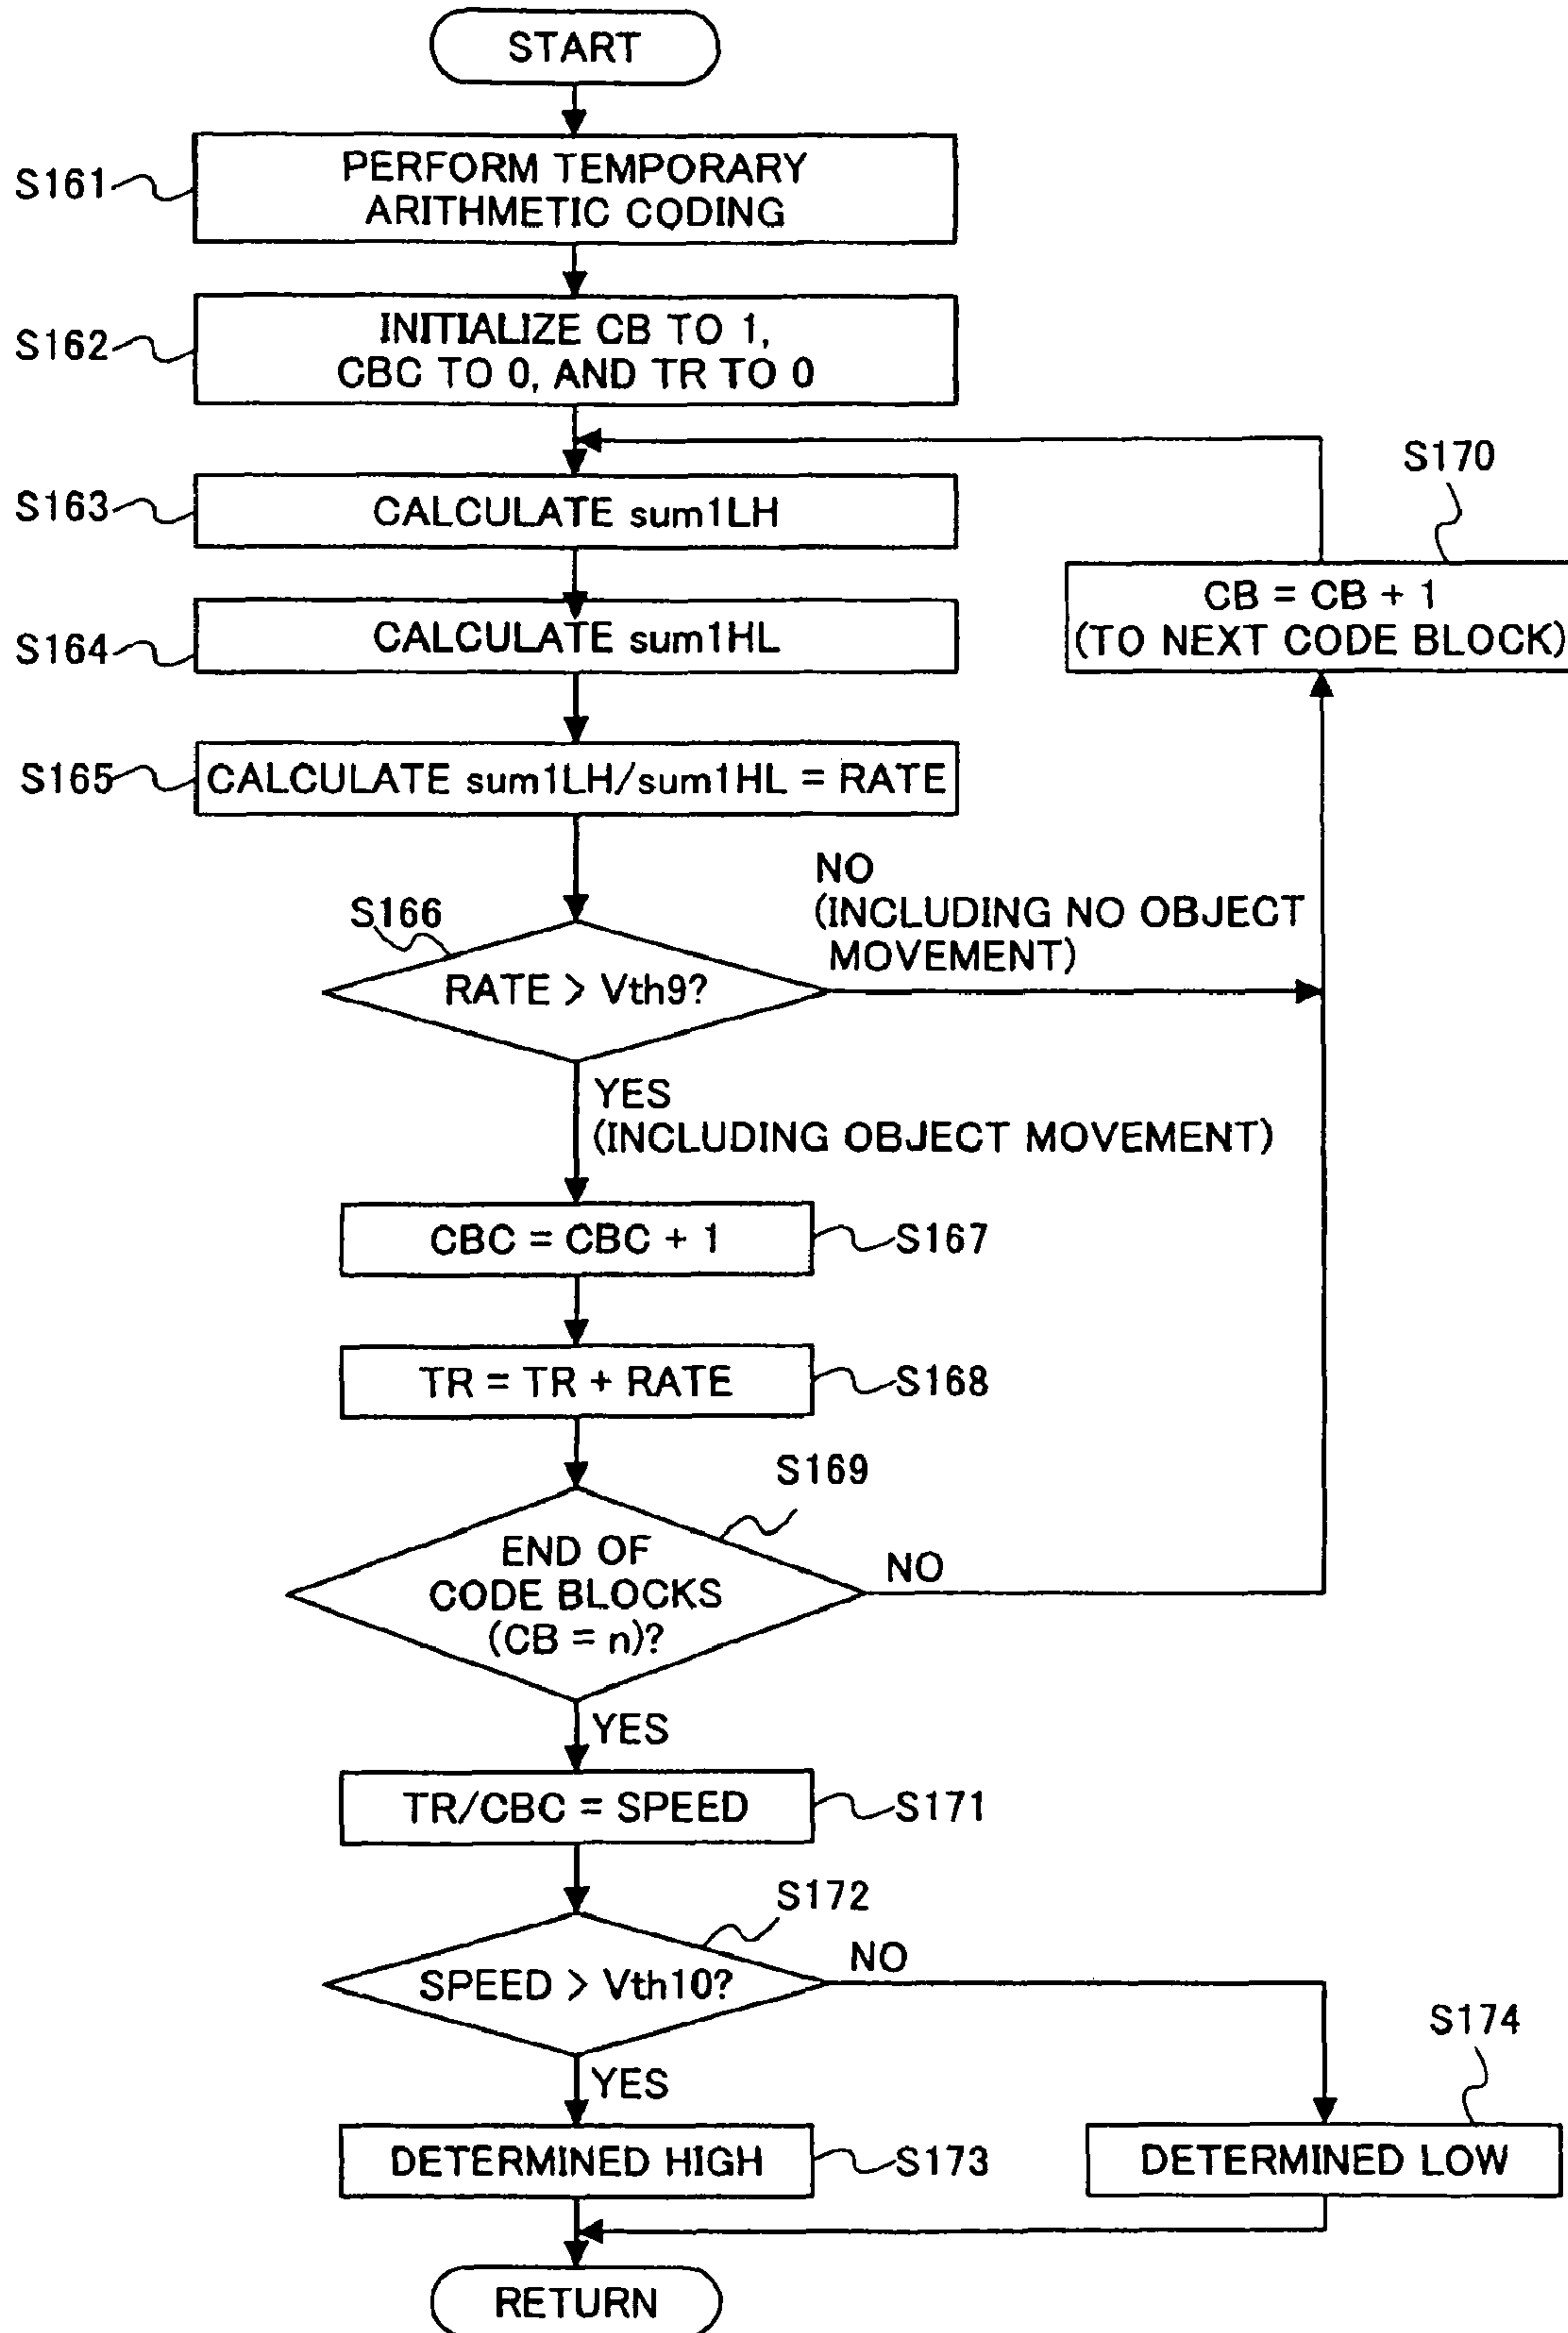 START
S161
PERFORM TEMPORARY
ARITHMETIC CODING
S162
INITIALIZE CB TO 1,
CBC TO 0, AND TR TO 0
S163
CALCULATE sum1LH
S170
CB = CB + 1
(TO NEXT CODE BLOCK)
S164
CALCULATE sum1HL
S165
CALCULATE sum1LH/sum1HL = RATE
S166
RATE > Vth9?
NO
(INCLUDING NO OBJECT
MOVEMENT)
YES
(INCLUDING OBJECT MOVEMENT)
CBC = CBC + 1
S167
TR = TR + RATE
S168
S169
END OF
CODE BLOCKS
(CB = n)?
NO
YES
TR/CBC = SPEED
S171
S172
SPEED > Vth10?
NO
YES
S174
DETERMINED HIGH
S173
DETERMINED LOW
RETURN